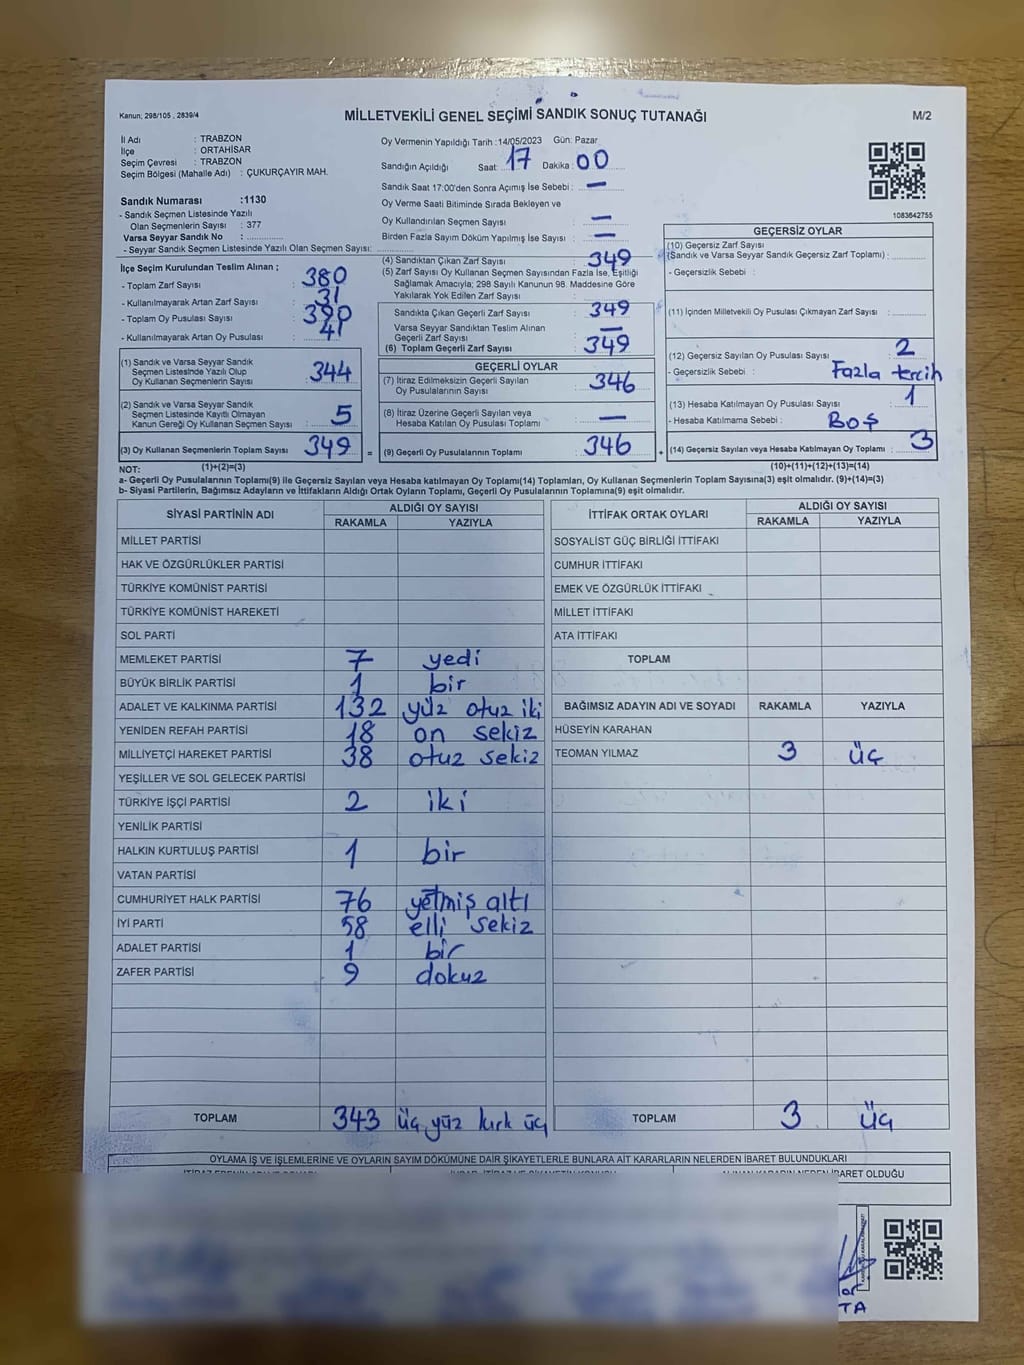 Kanun; 298/105 , 2839/4
MİLLETVEKİLİ GENEL SEÇİMİ SANDIK SONUÇ TUTANAĞI
M/2
İl Adı : TRABZON
İlçe : ORTAHİSAR
Seçim Çevresi : TRABZON
Seçim Bölgesi (Mahalle Adı) : ÇUKURÇAYIR MAH.
Sandık Numarası :1130
- Sandık Seçmen Listesinde Yazılı
Olan Seçmenlerin Sayısı : 377
Varsa Seyyar Sandık No :
- Seyyar Sandık Seçmen Listesinde Yazılı Olan Seçmen Sayısı:
Oy Vermenin Yapıldığı Tarih :14/05/2023 Gün: Pazar
Sandığın Açıldığı Saat: 17 Dakika : 00
Sandık Saat 17:00'den Sonra Açımış İse Sebebi : —
Oy Verme Saati Bitiminde Sırada Bekleyen ve
Oy Kullandırılan Seçmen Sayısı : —
Birden Fazla Sayım Döküm Yapılmış İse Sayısı : —
1083642755
İlçe Seçim Kurulundan Teslim Alınan ;
- Toplam Zarf Sayısı : 380
- Kullanılmayarak Artan Zarf Sayısı : 31
- Toplam Oy Pusulası Sayısı : 390
- Kullanılmayarak Artan Oy Pusulası : 41
(4) Sandıktan Çıkan Zarf Sayısı : 349
(5) Zarf Sayısı Oy Kullanan Seçmen Sayısından Fazla İse, Eşitliği
Sağlamak Amacıyla; 298 Sayılı Kanunun 98. Maddesine Göre
Yakılarak Yok Edilen Zarf Sayısı :
Sandıkta Çıkan Geçerli Zarf Sayısı : 349
Varsa Seyyar Sandıktan Teslim Alınan
Geçerli Zarf Sayısı : —
(6) Toplam Geçerli Zarf Sayısı : 349
GEÇERSİZ OYLAR
(10) Geçersiz Zarf Sayısı
(Sandık ve Varsa Seyyar Sandık Geçersiz Zarf Toplamı) :
- Geçersizlik Sebebi :
(11) İçinden Milletvekili Oy Pusulası Çıkmayan Zarf Sayısı :
(12) Geçersiz Sayılan Oy Pusulası Sayısı : 2
- Geçersizlik Sebebi : Fazla tercih
(13) Hesaba Katılmayan Oy Pusulası Sayısı : 1
- Hesaba Katılmama Sebebi : BOŞ
(14) Geçersiz Sayılan veya Hesaba Katılmayan Oy Toplamı : 3
(10)+(11)+(12)+(13)=(14)
(1) Sandık ve Varsa Seyyar Sandık
Seçmen Listesinde Yazılı Olup
Oy Kullanan Seçmenlerin Sayısı : 344
(2) Sandık ve Varsa Seyyar Sandık
Seçmen Listesinde Kayıtlı Olmayan
Kanun Gereği Oy Kullanan Seçmen Sayısı : 5
(3) Oy Kullanan Seçmenlerin Toplam Sayısı : 349 =
(1)+(2)=(3)
GEÇERLİ OYLAR
(7) İtiraz Edilmeksizin Geçerli Sayılan
Oy Pusulalarının Sayısı : 346
(8) İtiraz Üzerine Geçerli Sayılan veya
Hesaba Katılan Oy Pusulası Toplamı : —
(9) Geçerli Oy Pusulalarının Toplamı : 346 +
NOT:
a- Geçerli Oy Pusulasının Toplamı(9) ile Geçersiz Sayılan veya Hesaba katılmayan Oy Toplamı(14) Toplamları, Oy Kullanan Seçmenlerin Toplam Sayısına(3) eşit olmalıdır. (9)+(14)=(3)
b- Siyasi Partilerin, Bağımsız Adayların ve İttifakların Aldığı Ortak Oyların Toplamı, Geçerli Oy Pusulalarının Toplamına(9) eşit olmalıdır.
SİYASİ PARTİNİN ADI ALDIĞI OY SAYISI
RAKAMLA YAZIYLA
MİLLET PARTİSİ
HAK VE ÖZGÜRLÜKLER PARTİSİ
TÜRKİYE KOMÜNİST PARTİSİ
TÜRKİYE KOMÜNİST HAREKETİ
SOL PARTİ
MEMLEKET PARTİSİ 7 yedi
BÜYÜK BİRLİK PARTİSİ 1 bir
ADALET VE KALKINMA PARTİSİ 132 yüz otuz iki
YENİDEN REFAH PARTİSİ 18 on sekiz
MİLLİYETÇİ HAREKET PARTİSİ 38 otuz sekiz
YEŞİLLER VE SOL GELECEK PARTİSİ
TÜRKİYE İŞÇİ PARTİSİ 2 iki
YENİLİK PARTİSİ
HALKIN KURTULUŞ PARTİSİ 1 bir
VATAN PARTİSİ
CUMHURİYET HALK PARTİSİ 76 yetmiş altı
İYİ PARTİ 58 elli sekiz
ADALET PARTİSİ 1 bir
ZAFER PARTİSİ 9 dokuz
TOPLAM 343 üç yüz kırk üç
İTTİFAK ORTAK OYLARI ALDIĞI OY SAYISI
RAKAMLA YAZIYLA
SOSYALİST GÜÇ BİRLİĞİ İTTİFAKI
CUMHUR İTTİFAKI
EMEK VE ÖZGÜRLÜK İTTİFAKI
MİLLET İTTİFAKI
ATA İTTİFAKI
TOPLAM
BAĞIMSIZ ADAYIN ADI VE SOYADI RAKAMLA YAZIYLA
HÜSEYİN KARAHAN
TEOMAN YILMAZ 3 üç
TOPLAM 3 üç
OYLAMA İŞ VE İŞLEMLERİNE VE OYLARIN SAYIM DÖKÜMÜNE DAİR ŞİKAYETLERLE BUNLARA AİT KARARLARIN NELERDEN İBARET BULUNDUKLARI
İBARET OLDUĞU
TA